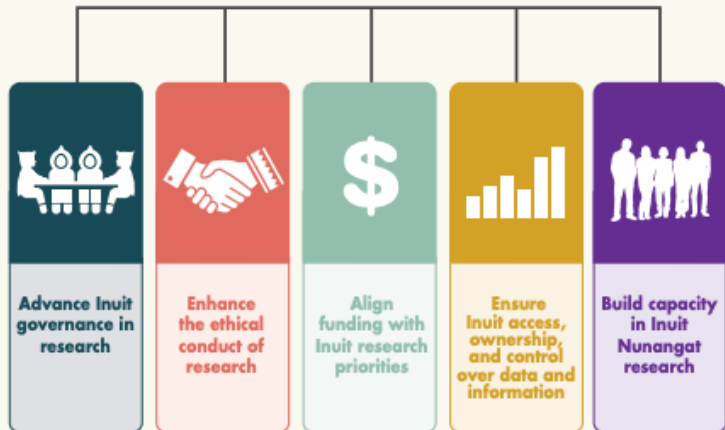 $
Advance Inuit
governance in
research
Enhance
the ethical
conduct of
research
Align
funding with
Inuit research
priorities
Ensure
Inuit access,
ownership,
and control
over data and
information
Build capacity
in Inuit
Nunangat
research